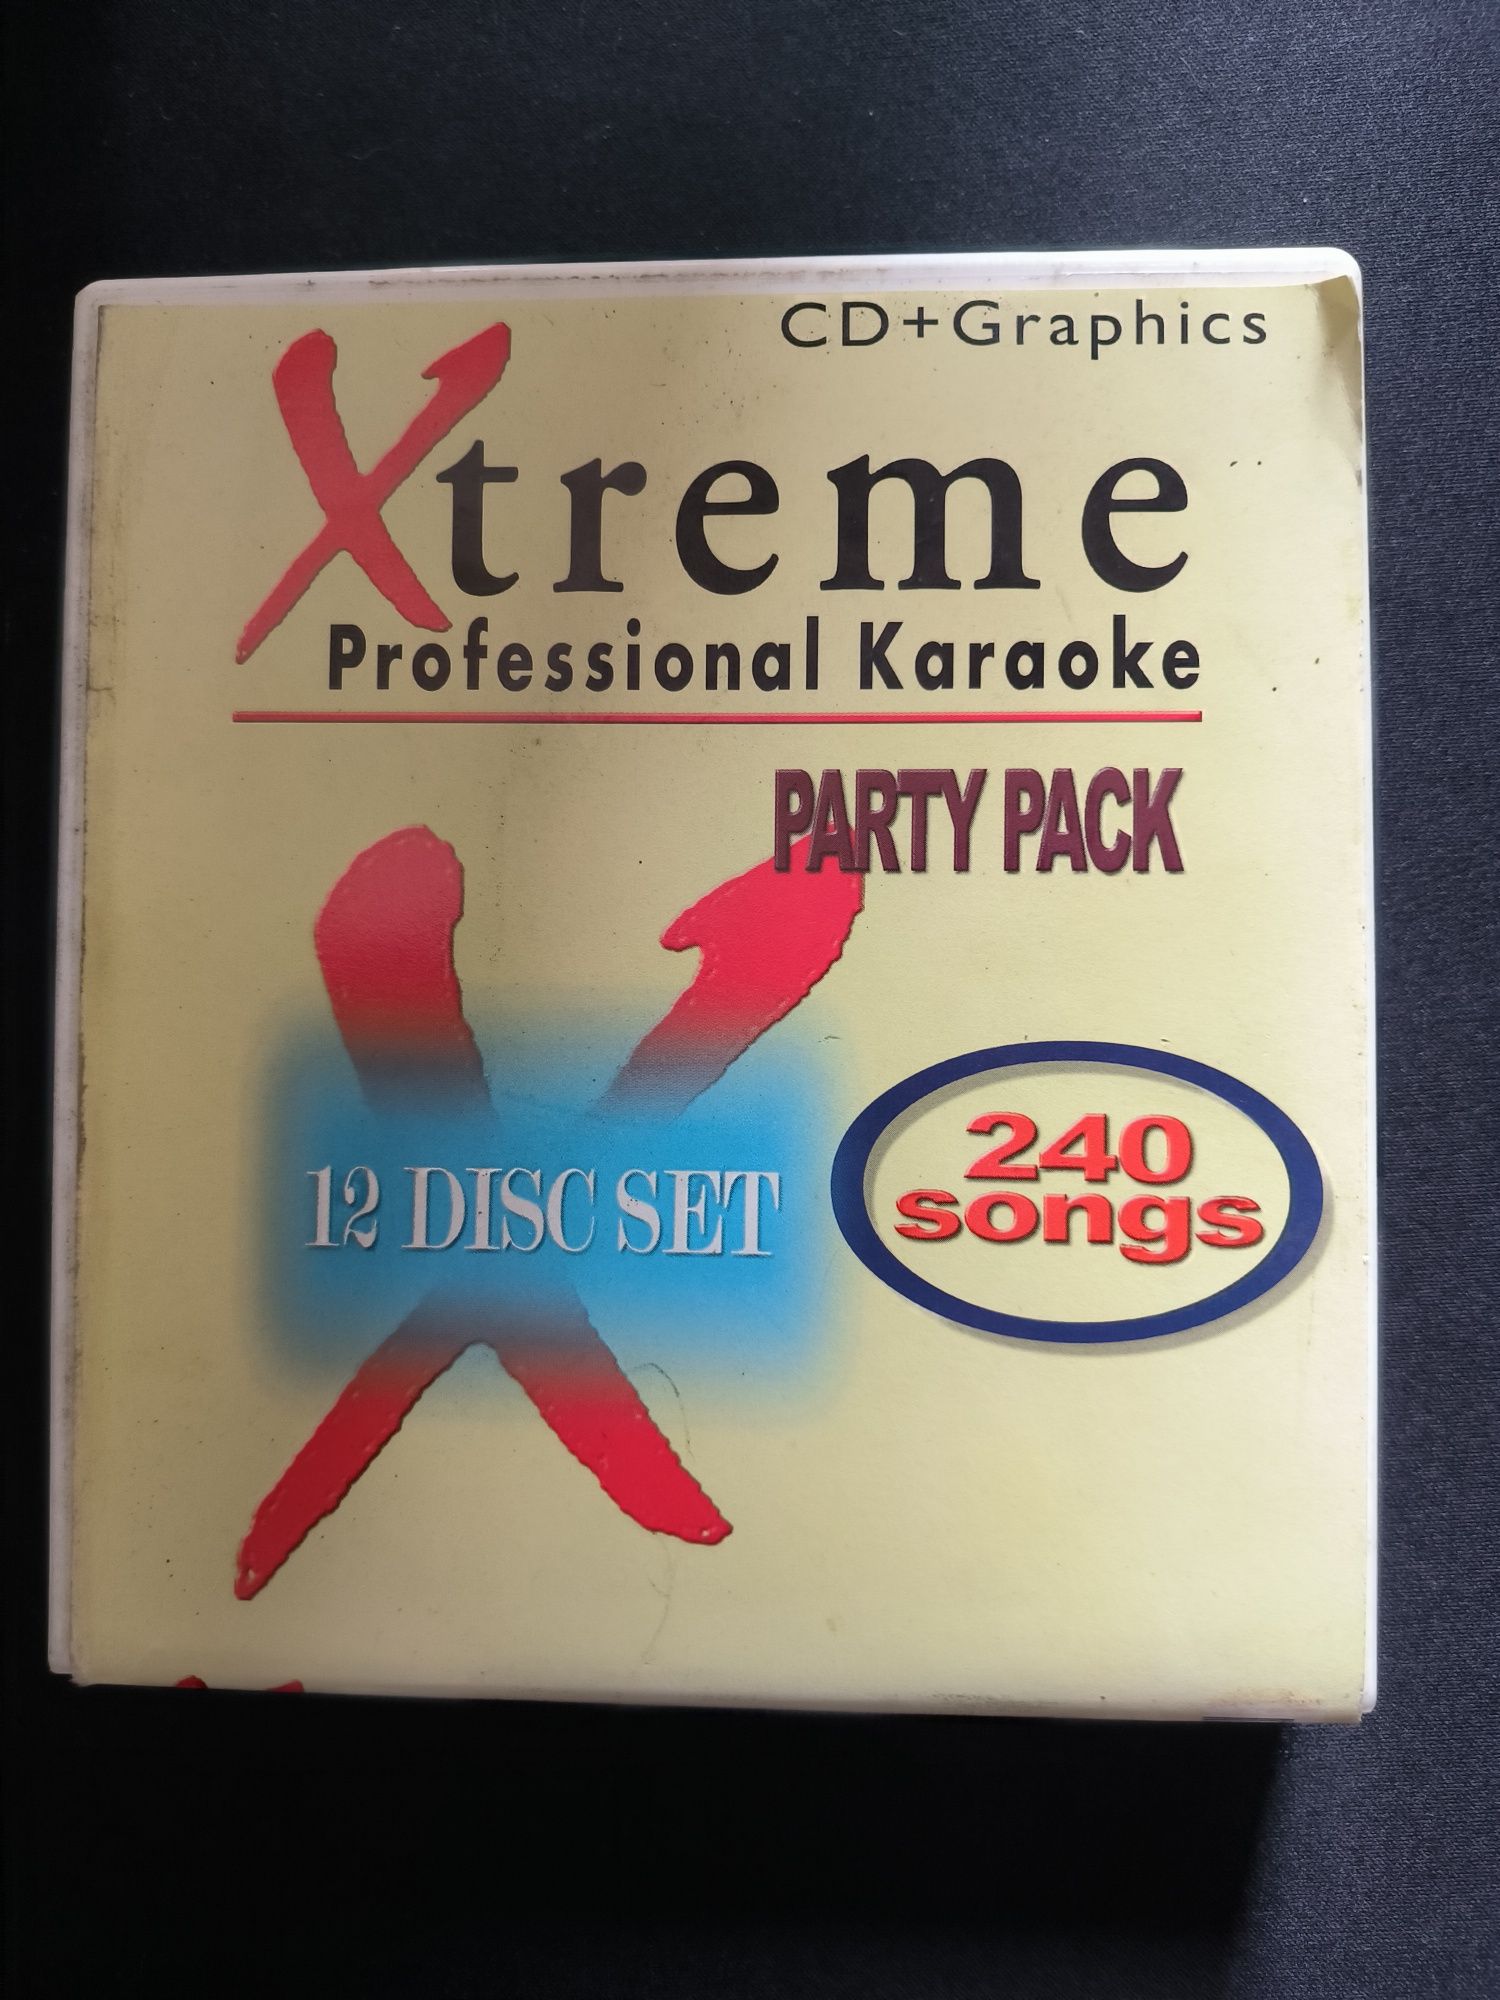 CD+Graphics
Xtreme
Professional Karaoke
PARTY PACK
12 DISC SET
240
songs